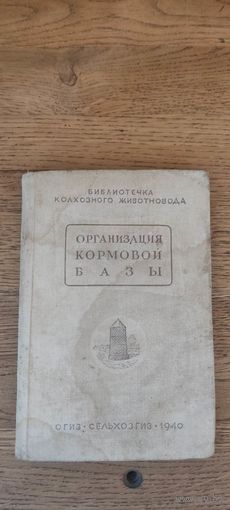 БИБЛИОТЕЧКА
КОЛХОЗНОГО ЖИВОТНОВОДА
ОРГАНИЗАЦИЯ
КОРМОВОЙ
БАЗЫ
ОГИЗ • СЕЛЬХОЗГИЗ • 1940